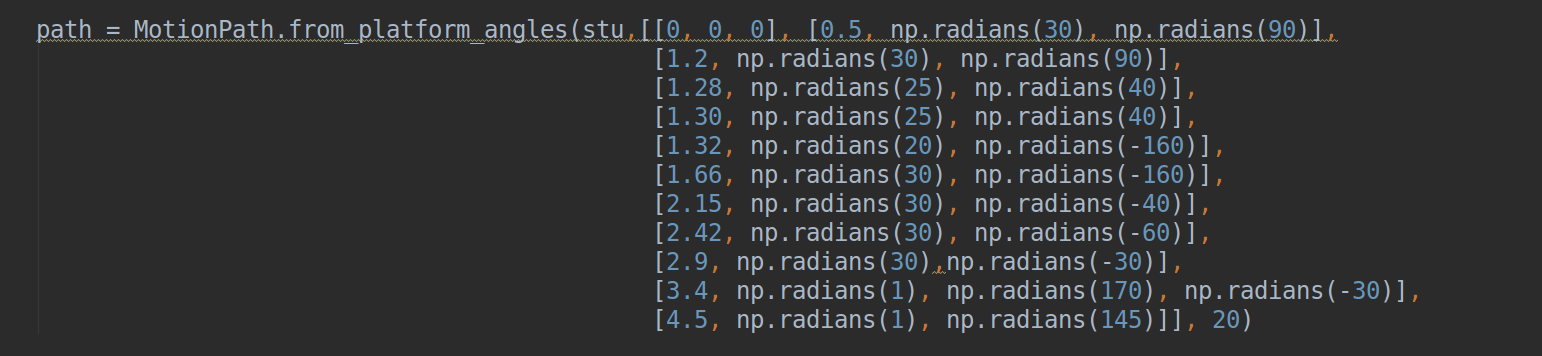 path = MotionPath.from_platform_angles(stu,[[0, 0, 0], [0.5, np.radians(30), np.radians(90)],
[1.2, np.radians(30), np.radians(90)],
[1.28, np.radians(25), np.radians(40)],
[1.30, np.radians(25), np.radians(40)],
[1.32, np.radians(20), np.radians(-160)],
[1.66, np.radians(30), np.radians(-160)],
[2.15, np.radians(30), np.radians(-40)],
[2.42, np.radians(30), np.radians(-60)],
[2.9, np.radians(30),np.radians(-30)],
[3.4, np.radians(1), np.radians(170), np.radians(-30)],
[4.5, np.radians(1), np.radians(145)]], 20)